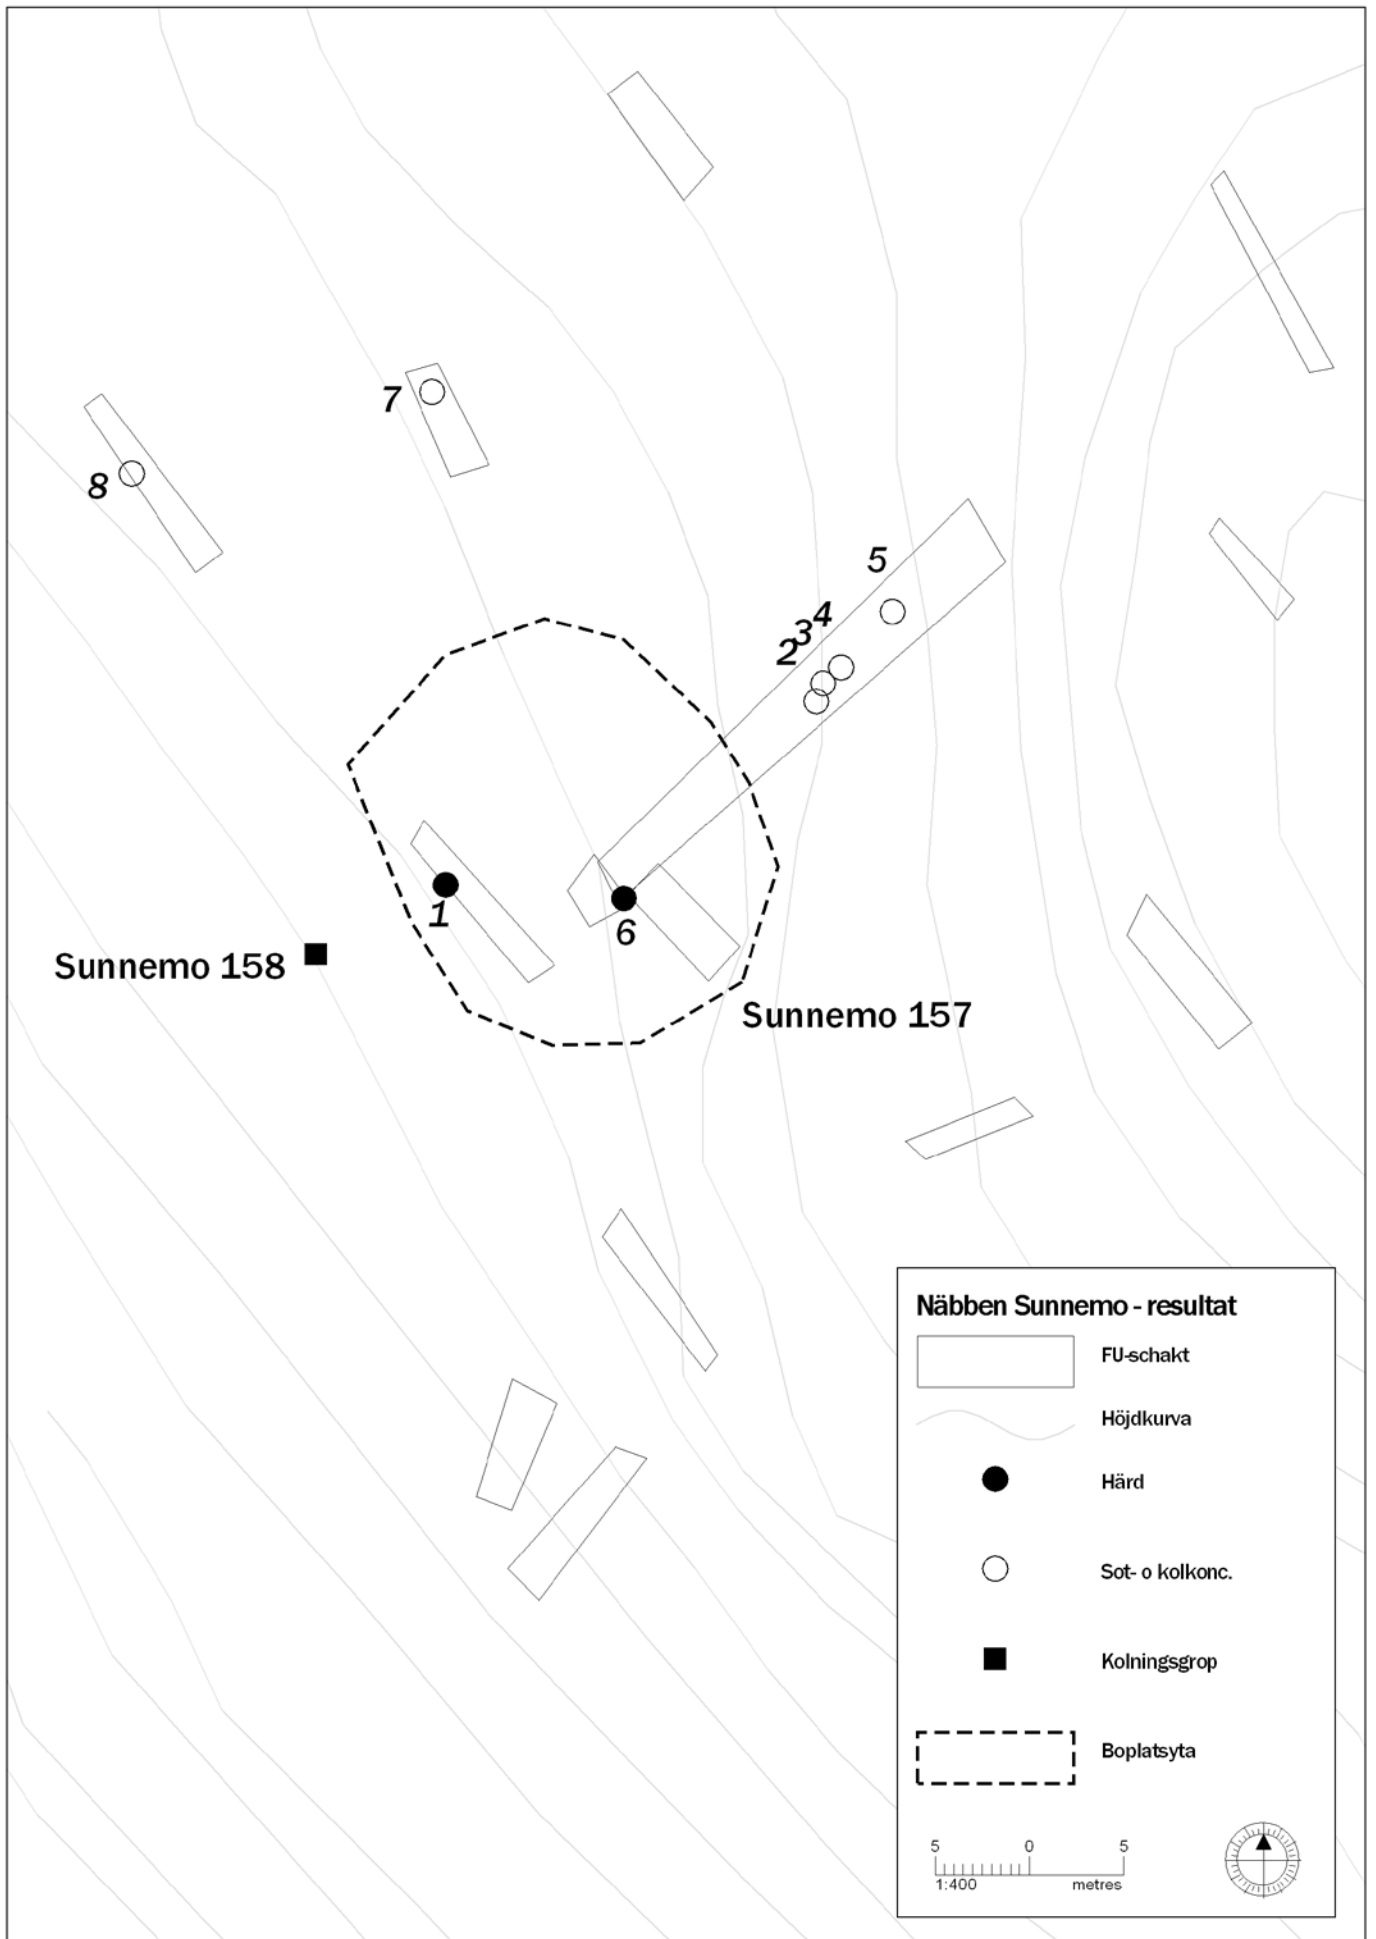 7
8
5
4
3
2
1
6
Sunnemo 158
Sunnemo 157
Näbben Sunnemo - resultat
FU-schakt
Höjdkurva
Härd
Sot- o kolkonc.
Kolningsgrop
Boplatsyta
5 0 5
1:400 metres